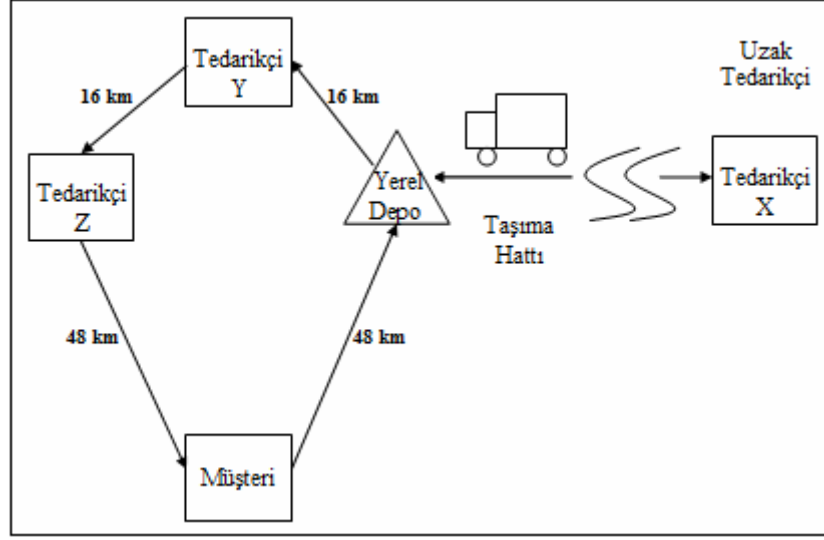 Tedarikçi
Y
Uzak
Tedarikçi
16 km
16 km
Tedarikçi
Z
Yerel
Depo
Tedarikçi
X
Taşıma
Hattı
48 km
48 km
Müşteri